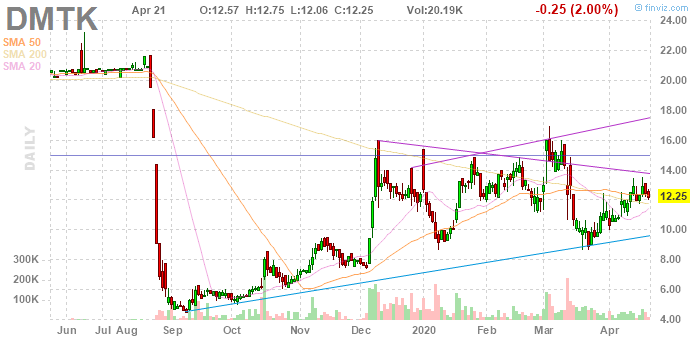 DMTK Apr 21 O:12.57 H:12.75 L:12.06 C:12.25 Vol:20.19K -0.25 (2.00%) © finviz.com
SMA 50
SMA 200
SMA 20
DAILY
24.00
22.00
20.00
18.00
16.00
14.00
12.25
10.00
8.00
6.00
4.00
300K
200K
100K
Jun Jul Aug Sep Oct Nov Dec 2020 Feb Mar Apr